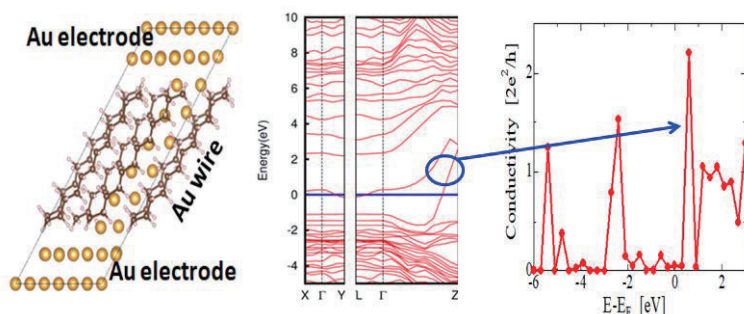 Au electrode
Au wire
Au electrode
Energy(eV)
10
8
6
4
2
0
-2
-4
X Γ Y L Γ Z
Conductivity [2e²/h]
2
1
0
-6 -4 -2 0 2
E-E_F [eV]